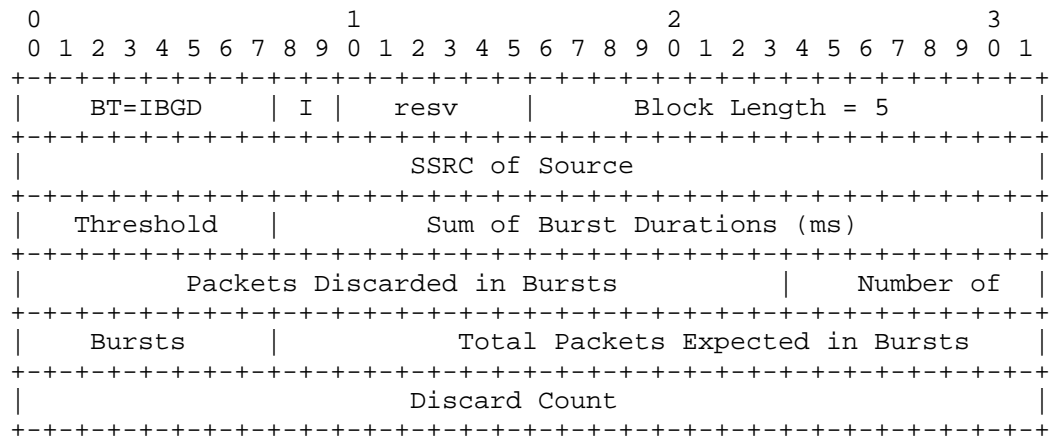 0                   1                   2                   3
 0 1 2 3 4 5 6 7 8 9 0 1 2 3 4 5 6 7 8 9 0 1 2 3 4 5 6 7 8 9 0 1
+-+-+-+-+-+-+-+-+-+-+-+-+-+-+-+-+-+-+-+-+-+-+-+-+-+-+-+-+-+-+-+-+
|    BT=IBGD    | I |    resv   |      Block Length = 5         |
+-+-+-+-+-+-+-+-+-+-+-+-+-+-+-+-+-+-+-+-+-+-+-+-+-+-+-+-+-+-+-+-+
|                        SSRC of Source                         |
+-+-+-+-+-+-+-+-+-+-+-+-+-+-+-+-+-+-+-+-+-+-+-+-+-+-+-+-+-+-+-+-+
|   Threshold   |         Sum of Burst Durations (ms)           |
+-+-+-+-+-+-+-+-+-+-+-+-+-+-+-+-+-+-+-+-+-+-+-+-+-+-+-+-+-+-+-+-+
|          Packets Discarded in Bursts          |    Number of  |
+-+-+-+-+-+-+-+-+-+-+-+-+-+-+-+-+-+-+-+-+-+-+-+-+-+-+-+-+-+-+-+-+
|    Bursts     |           Total Packets Expected in Bursts    |
+-+-+-+-+-+-+-+-+-+-+-+-+-+-+-+-+-+-+-+-+-+-+-+-+-+-+-+-+-+-+-+-+
|                        Discard Count                          |
+-+-+-+-+-+-+-+-+-+-+-+-+-+-+-+-+-+-+-+-+-+-+-+-+-+-+-+-+-+-+-+-+